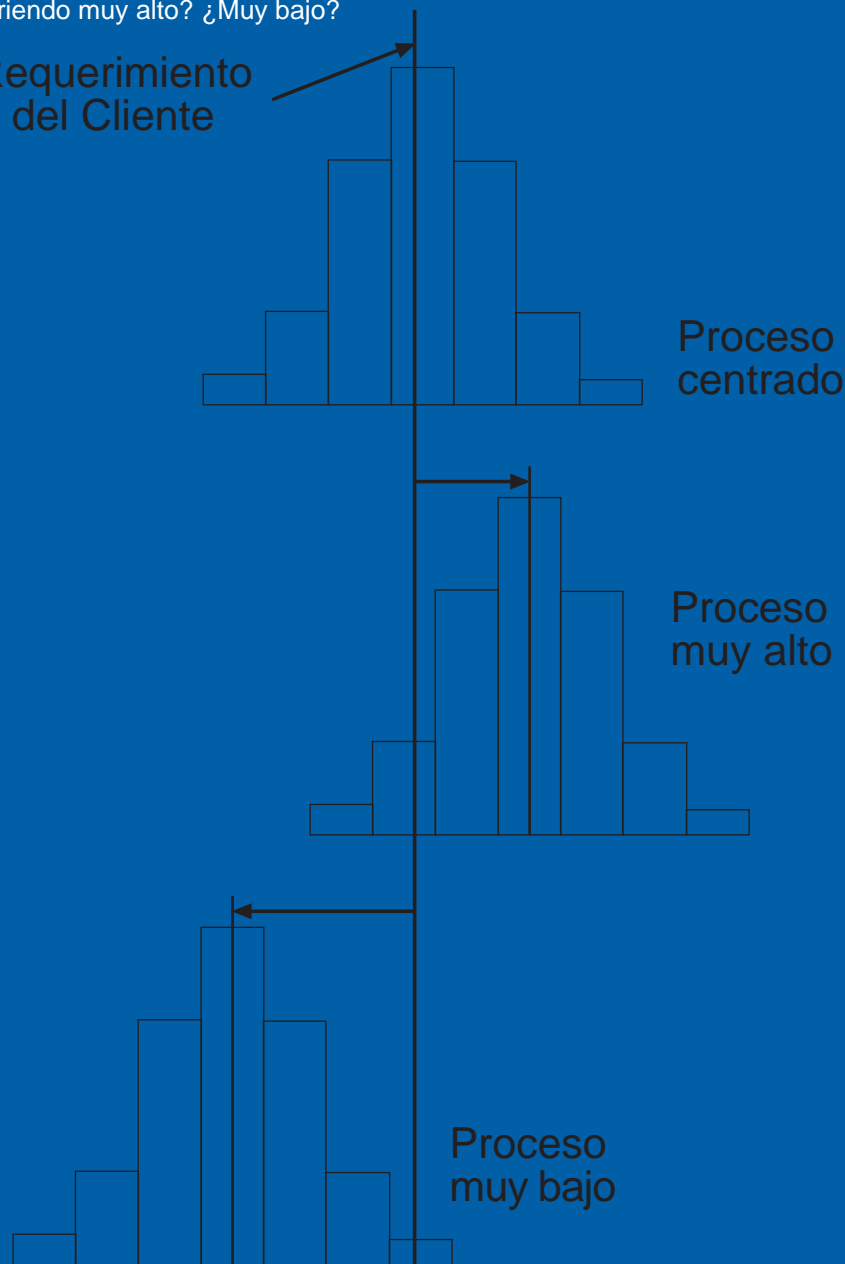 riendo muy alto? ¿Muy bajo?
equerimiento
del Cliente
Proceso
centrado
Proceso
muy alto
Proceso
muy bajo